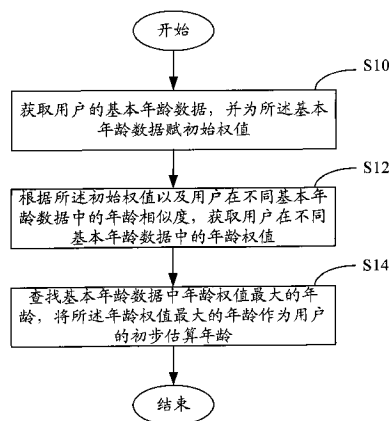 开始
S10
获取用户的基本年龄数据，并为所述基本
年龄数据赋初始权值
S12
根据所述初始权值以及用户在不同基本年
龄数据中的年龄相似度，获取用户在不同
基本年龄数据中的年龄权值
S14
查找基本年龄数据中年龄权值最大的年
龄，将所述年龄权值最大的年龄作为用户
的初步估算年龄
结束